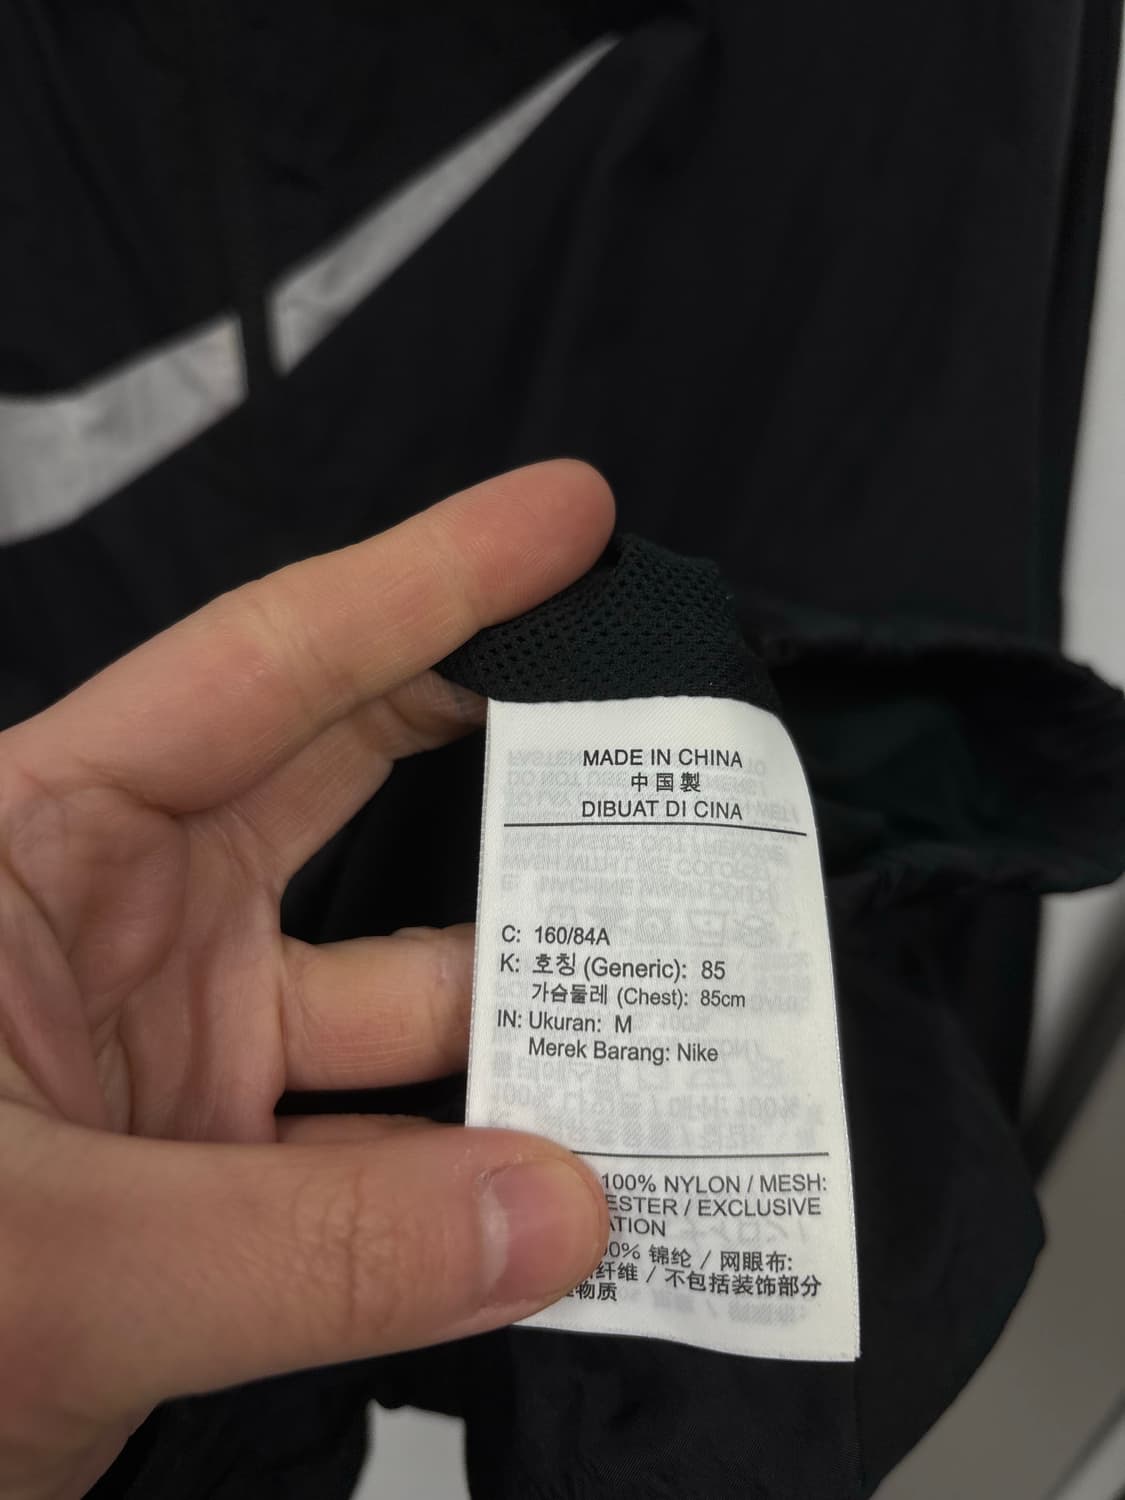 MADE IN CHINA
中国製
DIBUAT DI CINA
C: 160/84A
K: 호칭 (Generic): 85
가슴둘레 (Chest): 85cm
IN: Ukuran: M
Merek Barang: Nike
100% NYLON / MESH:
ESTER / EXCLUSIVE
ATION
00% 锦纶 / 网眼布:
纤维 / 不包括装饰部分
物质